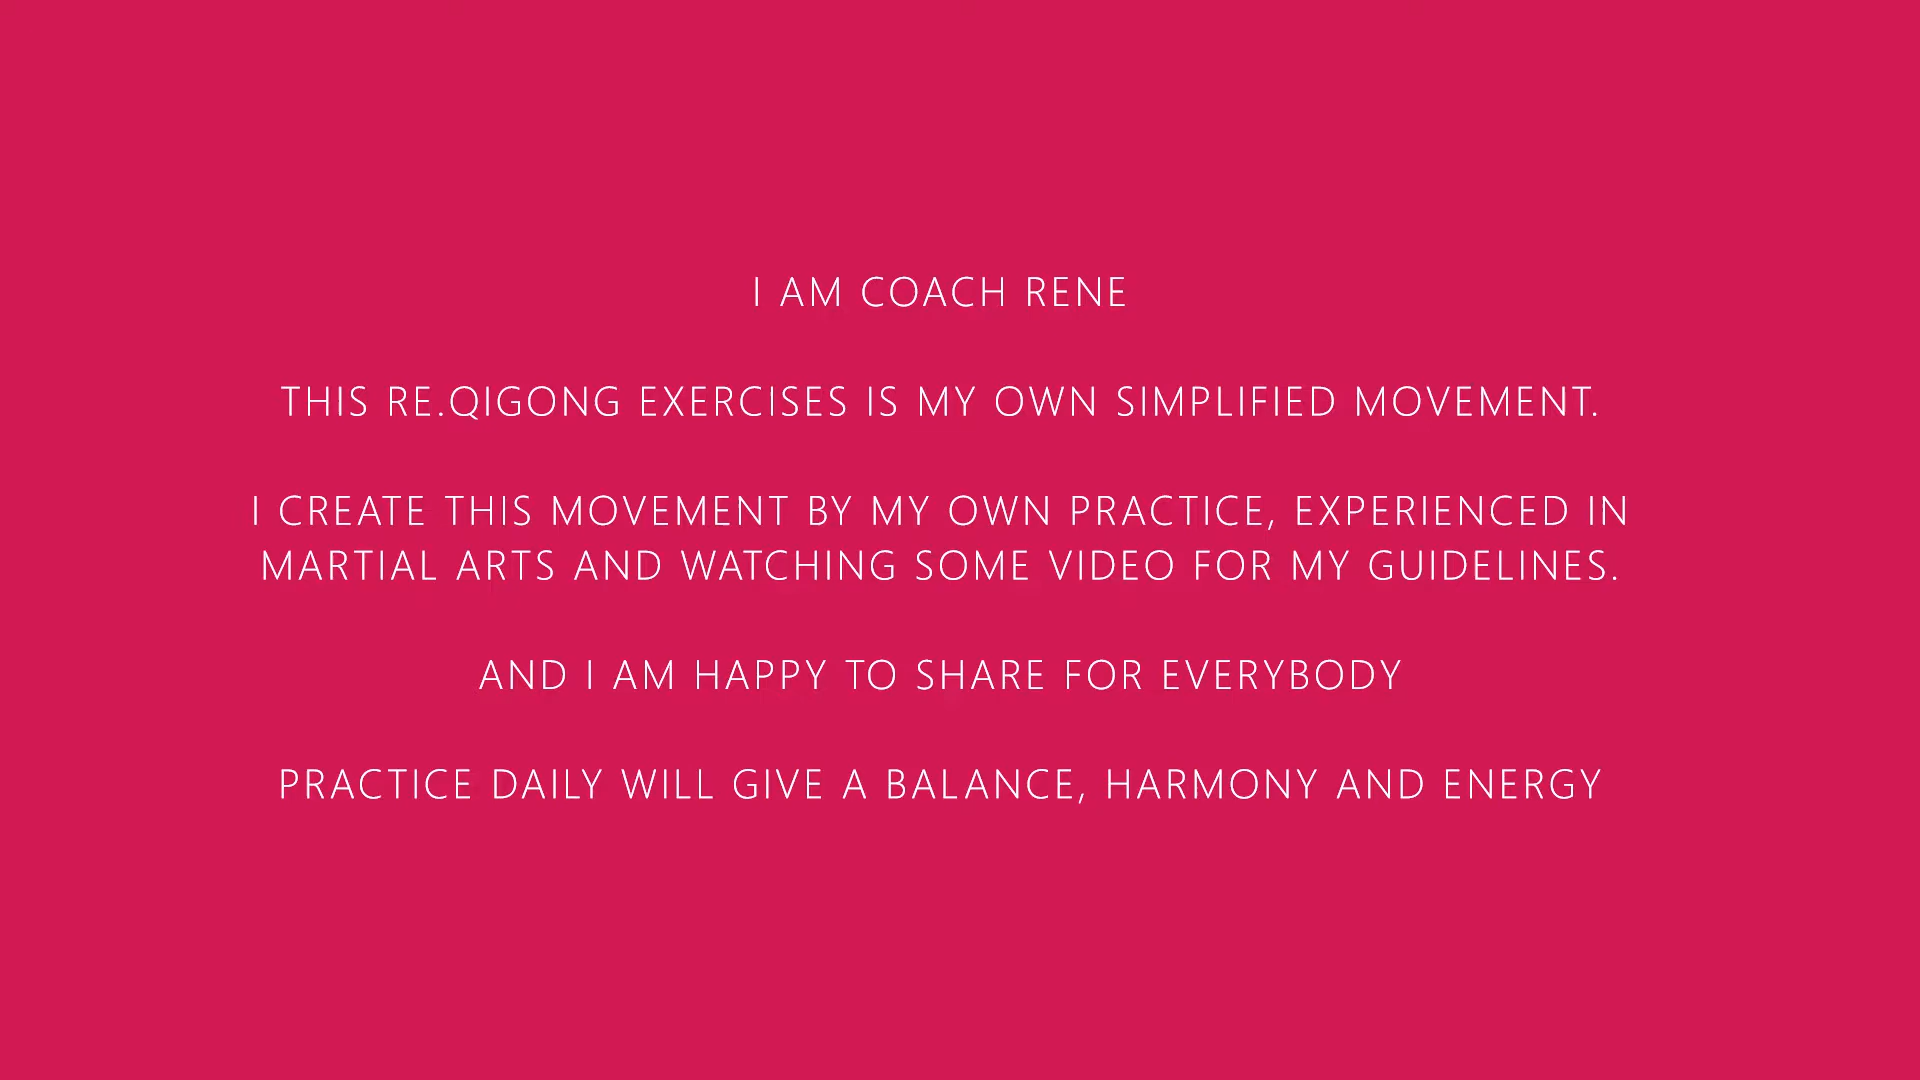 I AM COACH RENE
THIS RE.QIGONG EXERCISES IS MY OWN SIMPLIFIED MOVEMENT.
I CREATE THIS MOVEMENT BY MY OWN PRACTICE, EXPERIENCED IN
MARTIAL ARTS AND WATCHING SOME VIDEO FOR MY GUIDELINES.
AND I AM HAPPY TO SHARE FOR EVERYBODY
PRACTICE DAILY WILL GIVE A BALANCE, HARMONY AND ENERGY